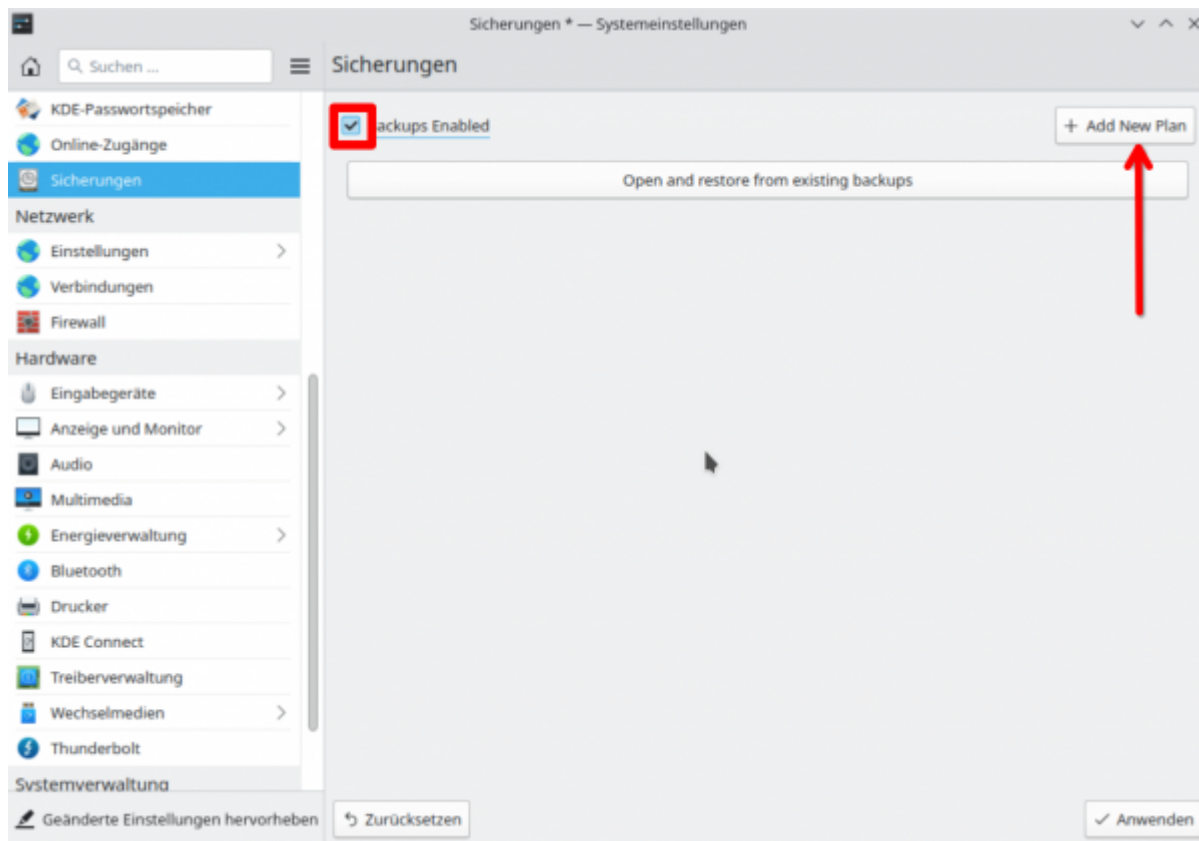 Sicherungen * — Systemeinstellungen
Suchen ...
Sicherungen
KDE-Passwortspeicher
Online-Zugänge
Sicherungen
Netzwerk
Einstellungen
Verbindungen
Firewall
Hardware
Eingabegeräte
Anzeige und Monitor
Audio
Multimedia
Energieverwaltung
Bluetooth
Drucker
KDE Connect
Treiberverwaltung
Wechselmedien
Thunderbolt
Systemverwaltung
Geänderte Einstellungen hervorheben
ackups Enabled
+ Add New Plan
Open and restore from existing backups
Zurücksetzen
Anwenden